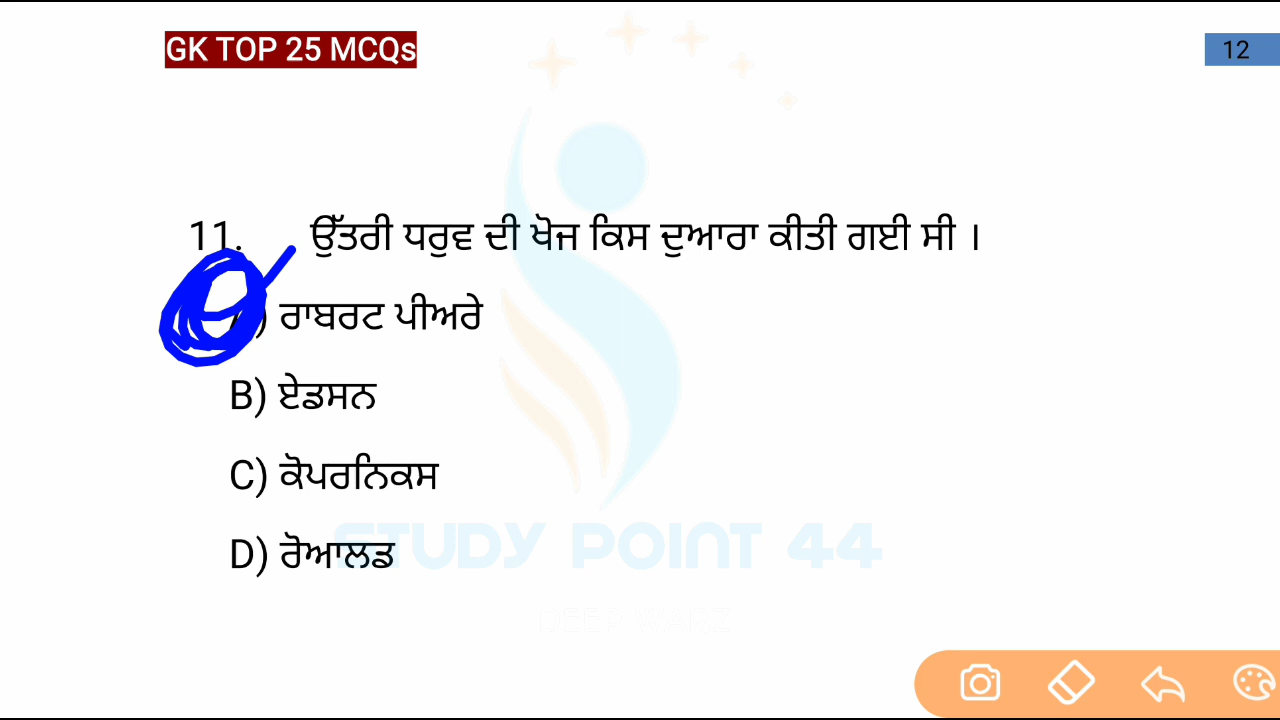 GK TOP 25 MCQs
12
11. ਉੱਤਰੀ ਧਰੁਵ ਦੀ ਖੋਜ ਕਿਸ ਦੁਆਰਾ ਕੀਤੀ ਗਈ ਸੀ ।
ਰਾਬਰਟ ਪੀਅਰੇ
B) ਏਡਸਨ
C) ਕੋਪਰਨਿਕਸ
D) ਰੋਆਲਡ
STUDY POINT 44